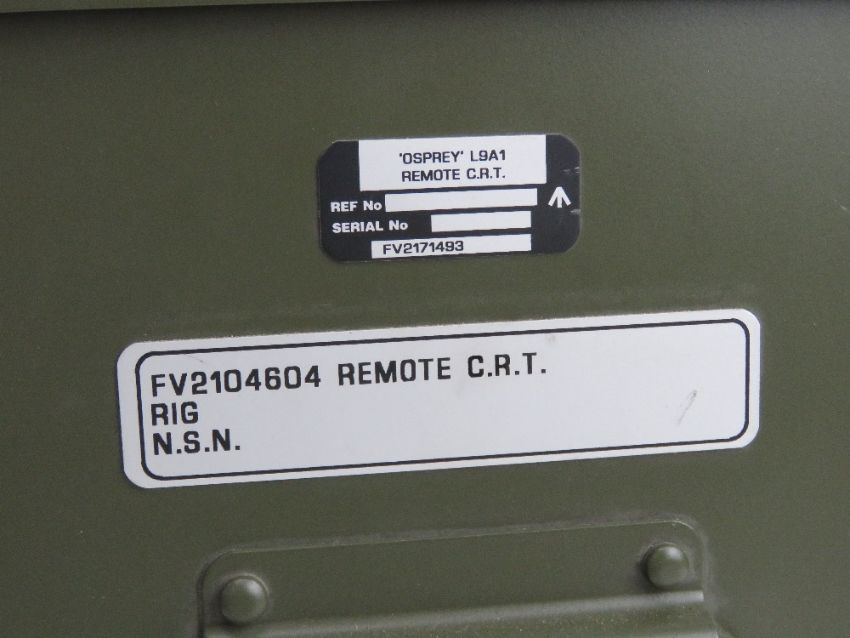 'OSPREY' L9A1
REMOTE C.R.T.
REF No
SERIAL No
FV2171493
FV2104604 REMOTE C.R.T.
RIG
N.S.N.